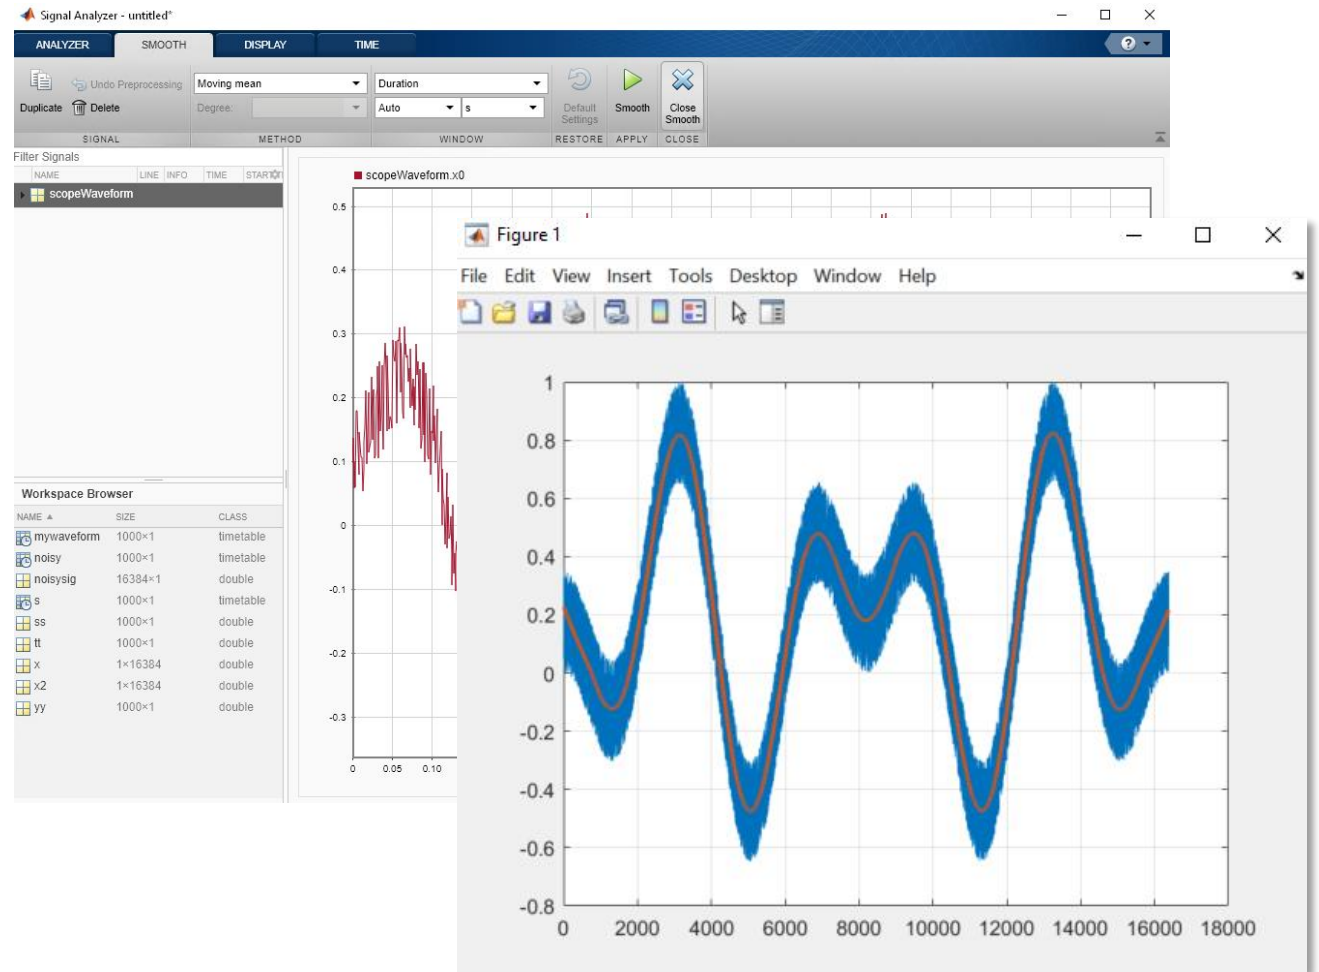 Signal Analyzer - untitled*
ANALYZER SMOOTH DISPLAY TIME
Undo Preprocessing Moving mean Duration
Duplicate Delete Degree: Auto s Default Settings Smooth Close Smooth
SIGNAL METHOD WINDOW RESTORE APPLY CLOSE
Filter Signals
NAME LINE INFO TIME START
scopeWaveform
scopeWaveform.x0
0.5
0.4
0.3
0.2
0.1
0
-0.1
-0.2
-0.3
0 0.05 0.10
Workspace Browser
NAME SIZE CLASS
mywaveform 1000×1 timetable
noisy 1000×1 timetable
noisysig 16384×1 double
s 1000×1 timetable
ss 1000×1 double
tt 1000×1 double
x 1×16384 double
x2 1×16384 double
yy 1000×1 double
Figure 1
File Edit View Insert Tools Desktop Window Help
1
0.8
0.6
0.4
0.2
0
-0.2
-0.4
-0.6
-0.8
0 2000 4000 6000 8000 10000 12000 14000 16000 18000